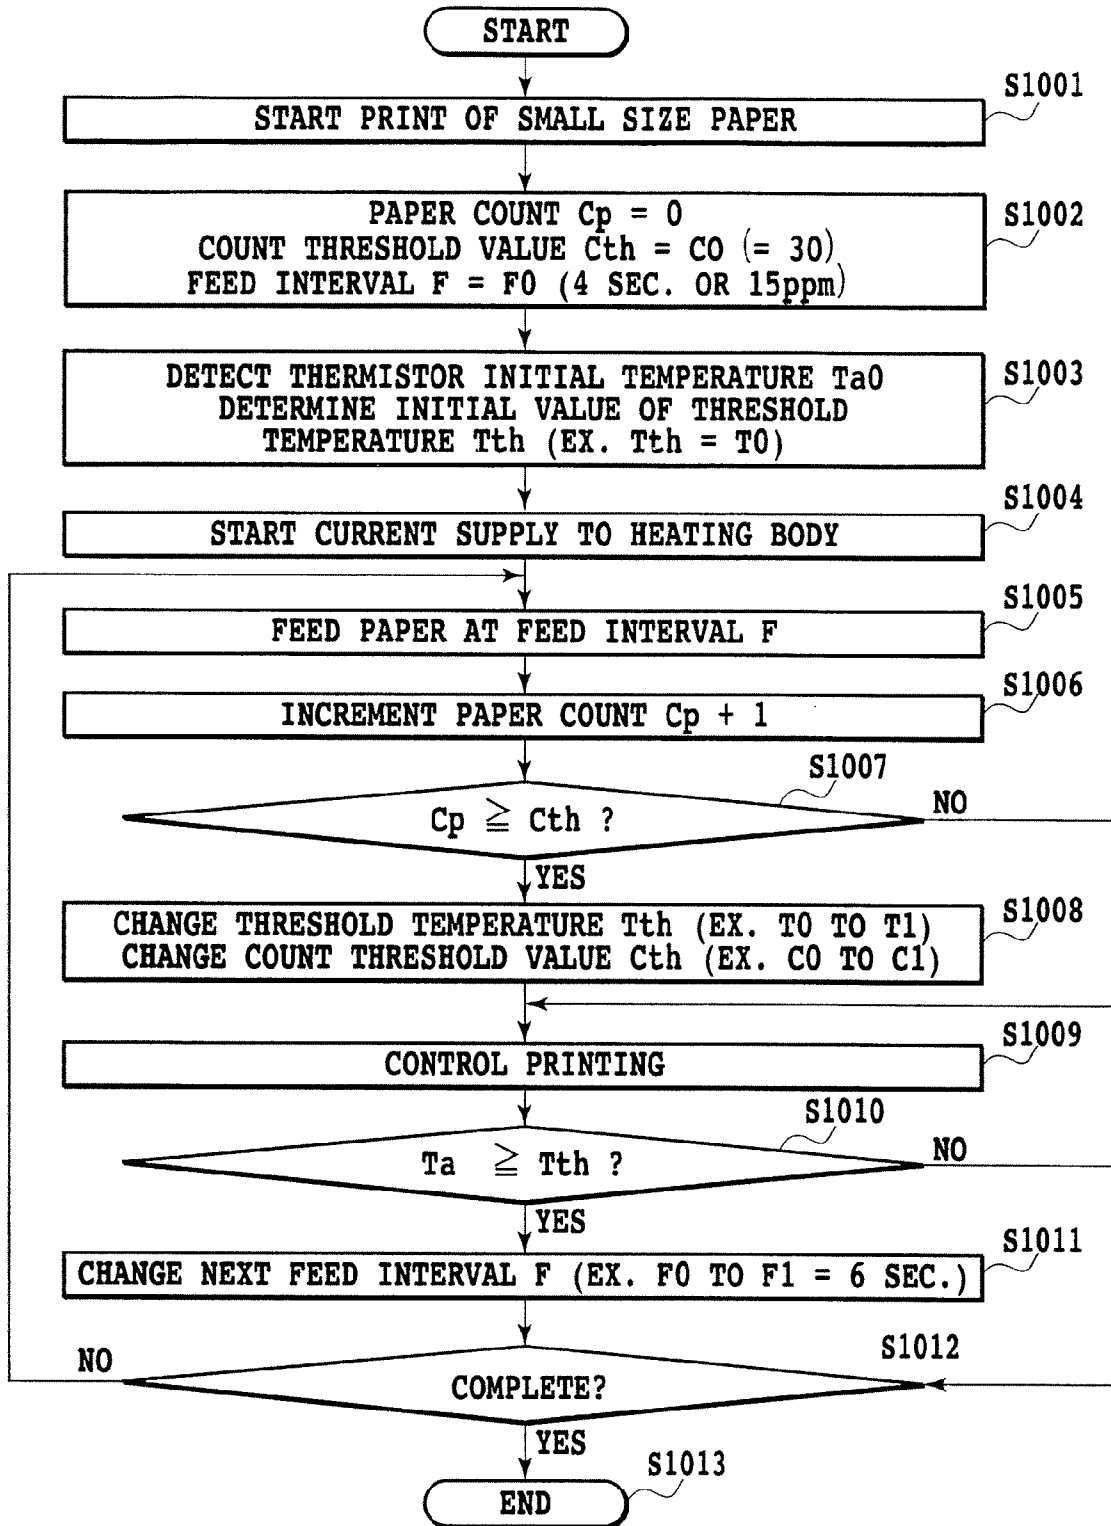 START
S1001
START PRINT OF SMALL SIZE PAPER
S1002
PAPER COUNT Cp = 0
COUNT THRESHOLD VALUE Cth = C0 (= 30)
FEED INTERVAL F = F0 (4 SEC. OR 15ppm)
S1003
DETECT THERMISTOR INITIAL TEMPERATURE Ta0
DETERMINE INITIAL VALUE OF THRESHOLD
TEMPERATURE Tth (EX. Tth = T0)
S1004
START CURRENT SUPPLY TO HEATING BODY
S1005
FEED PAPER AT FEED INTERVAL F
S1006
INCREMENT PAPER COUNT Cp + 1
S1007
Cp ≧ Cth ?
NO
YES
S1008
CHANGE THRESHOLD TEMPERATURE Tth (EX. T0 TO T1)
CHANGE COUNT THRESHOLD VALUE Cth (EX. C0 TO C1)
S1009
CONTROL PRINTING
S1010
Ta ≧ Tth ?
NO
YES
S1011
CHANGE NEXT FEED INTERVAL F (EX. F0 TO F1 = 6 SEC.)
S1012
NO
COMPLETE?
YES
S1013
END